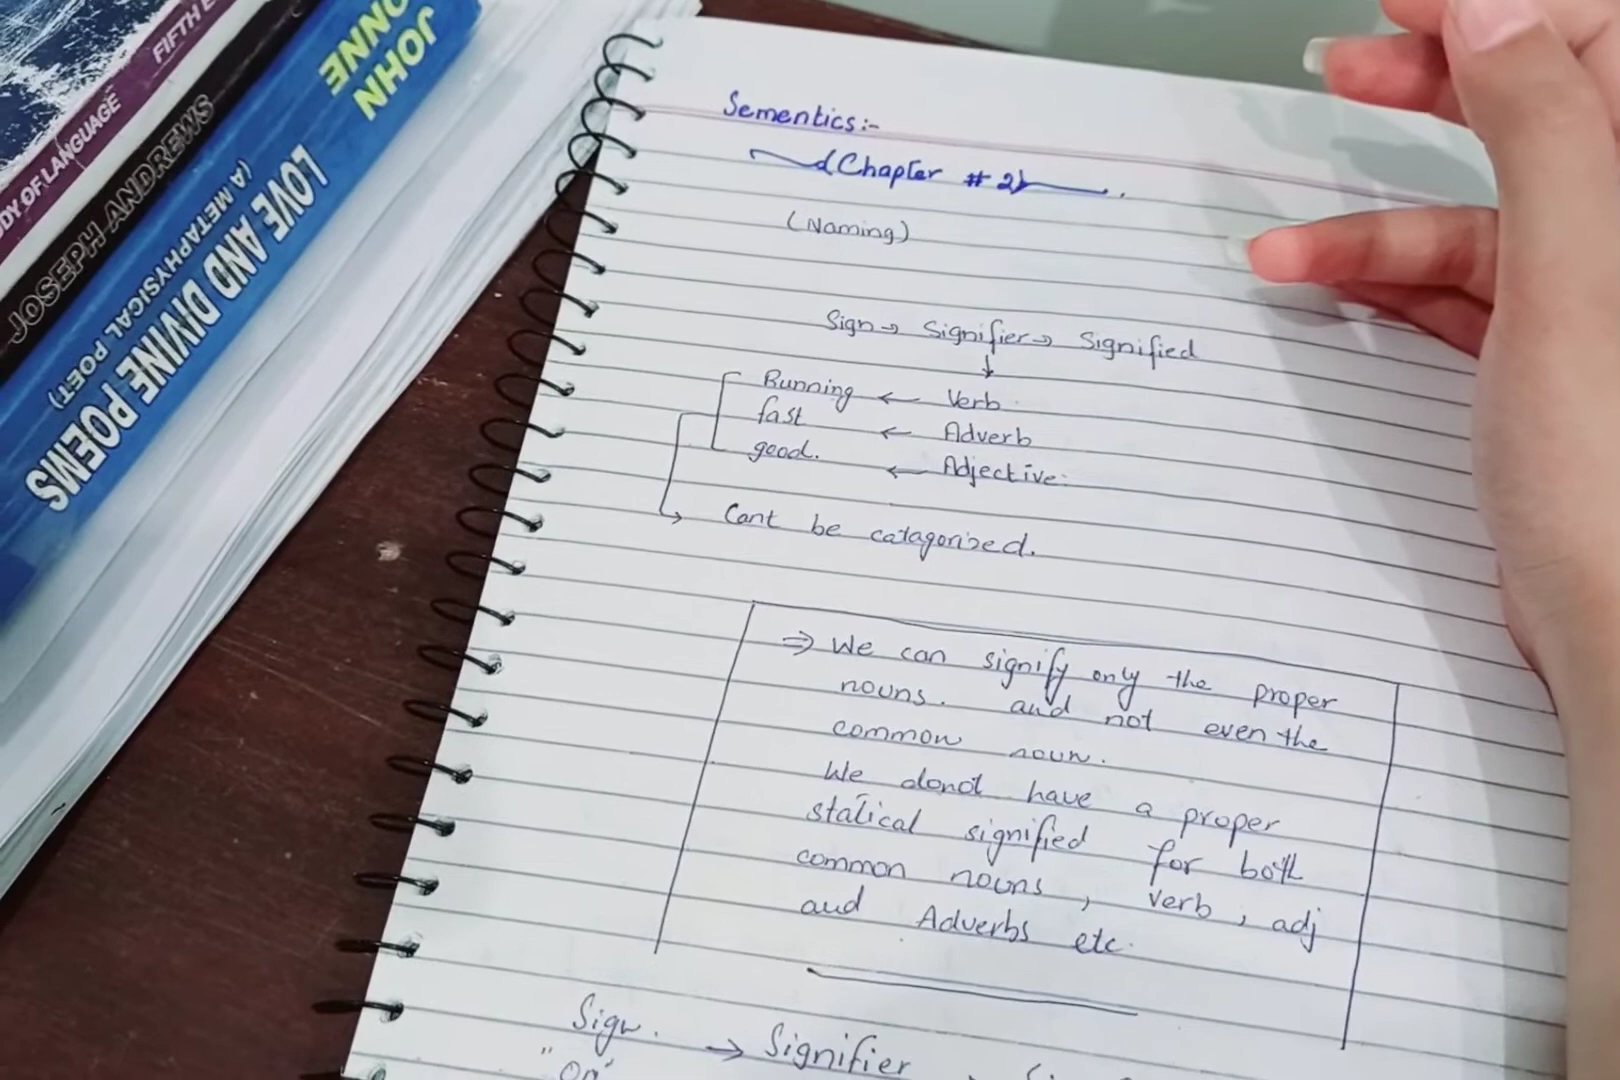 FIFTH E
DY OF LANGUAGE
JOSEPH ANDREWS
JOHN
ONNE
LOVE AND DIVINE POEMS
(A METAPHYSICAL POET)
Sementics:-
(Chapter # 2)
(Naming)
Sign → Signifier → Signified
↓
Running ← Verb
fast ← Adverb
good. ← Adjective:
→ Cant be catagorized.
⇒ We can signify only the proper
nouns. and not even the
common noun.
We donot have a proper
statical signified for both
common nouns, verb, adj
and Adverbs etc.
Sign. → Signifier
"On"